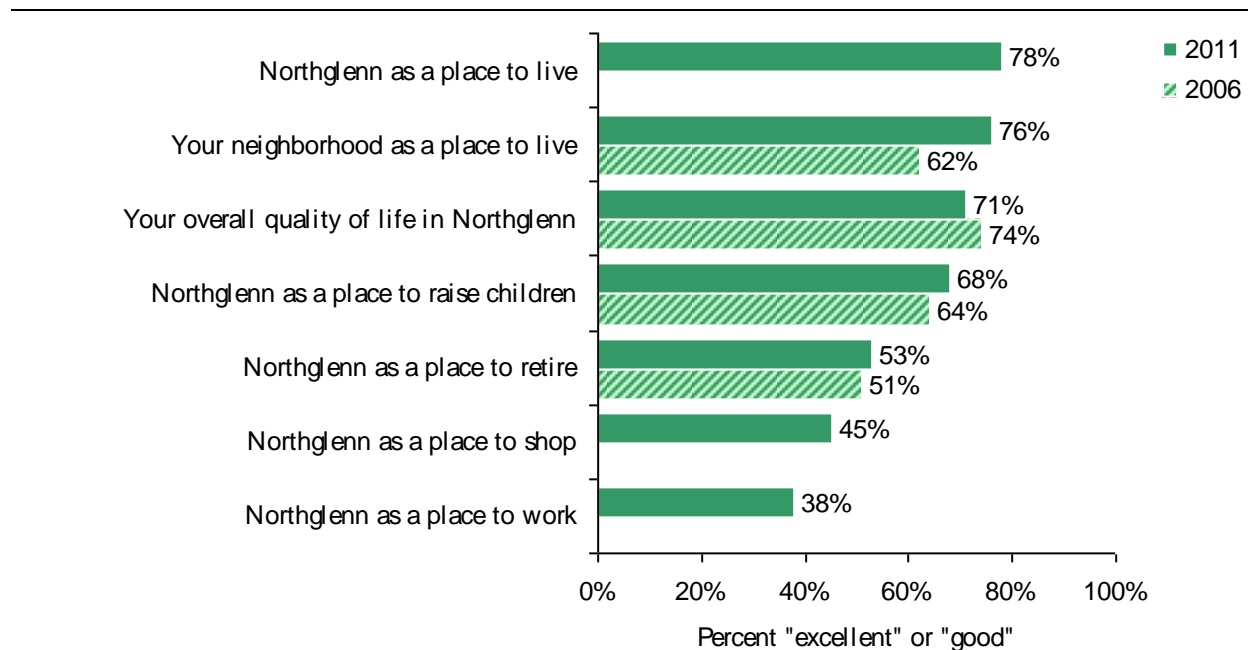 Northglenn as a place to live
78%
2011
2006
Your neighborhood as a place to live
76%
62%
Your overall quality of life in Northglenn
71%
74%
Northglenn as a place to raise children
68%
64%
Northglenn as a place to retire
53%
51%
Northglenn as a place to shop
45%
Northglenn as a place to work
38%
0% 20% 40% 60% 80% 100%
Percent "excellent" or "good"